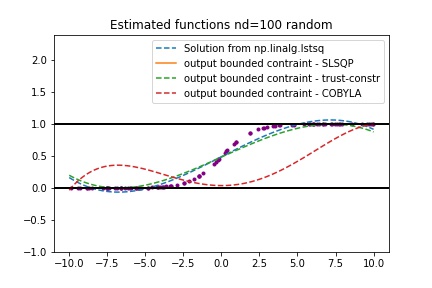 Estimated functions nd=100 random
Solution from np.linalg.lstsq
output bounded contraint - SLSQP
output bounded contraint - trust-constr
output bounded contraint - COBYLA
2.0
1.5
1.0
0.5
0.0
−0.5
−1.0
−10.0 −7.5 −5.0 −2.5 0.0 2.5 5.0 7.5 10.0